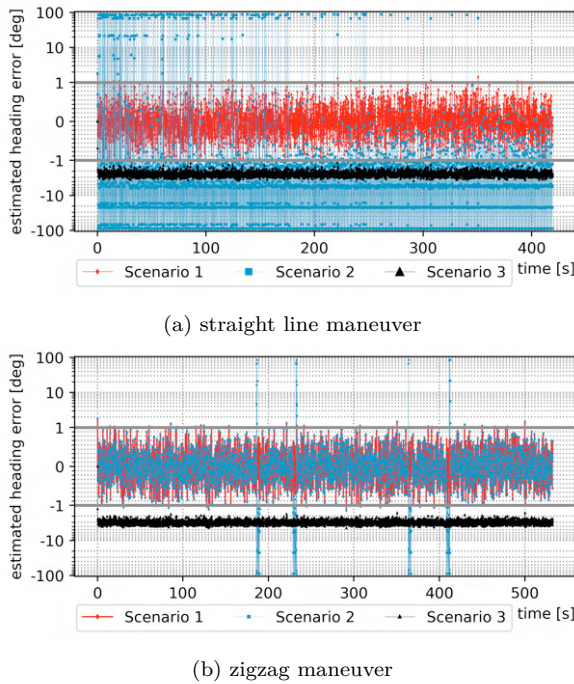 estimated heading error [deg]
100
10
1
0
-1
-10
-100
0 100 200 300 400
time [s]
Scenario 1 Scenario 2 Scenario 3
(a) straight line maneuver
estimated heading error [deg]
100
10
1
0
-1
-10
-100
0 100 200 300 400 500
time [s]
Scenario 1 Scenario 2 Scenario 3
(b) zigzag maneuver